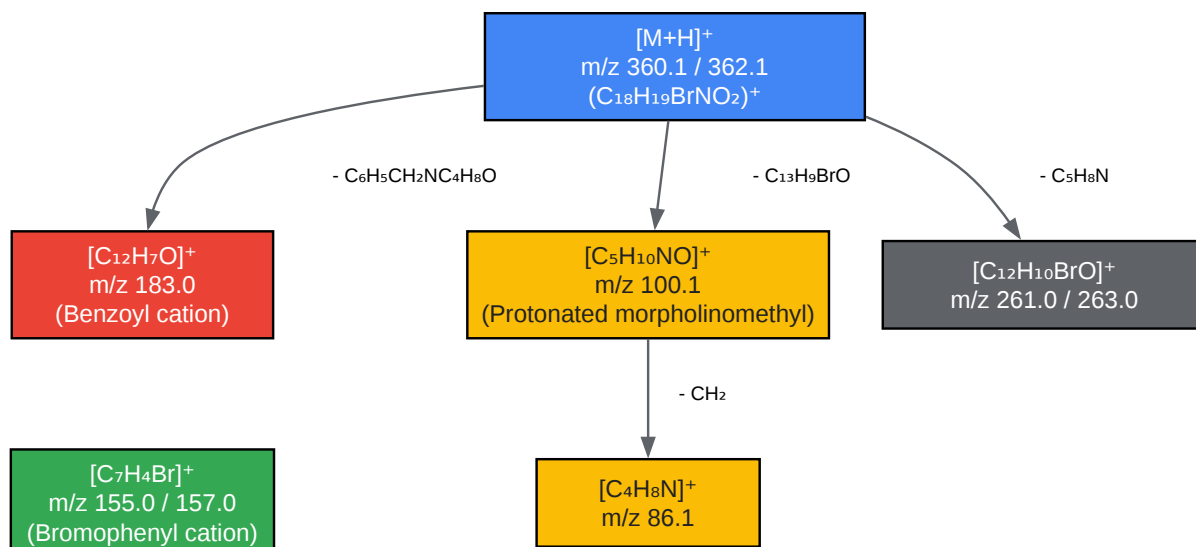 [M+H]⁺
m/z 360.1 / 362.1
(C₁₈H₁₉BrNO₂)⁺
- C₆H₅CH₂NC₄H₈O
- C₁₃H₉BrO
- C₅H₈N
[C₁₂H₇O]⁺
m/z 183.0
(Benzoyl cation)
[C₅H₁₀NO]⁺
m/z 100.1
(Protonated morpholinomethyl)
[C₁₂H₁₀BrO]⁺
m/z 261.0 / 263.0
- CH₂
[C₇H₄Br]⁺
m/z 155.0 / 157.0
(Bromophenyl cation)
[C₄H₈N]⁺
m/z 86.1